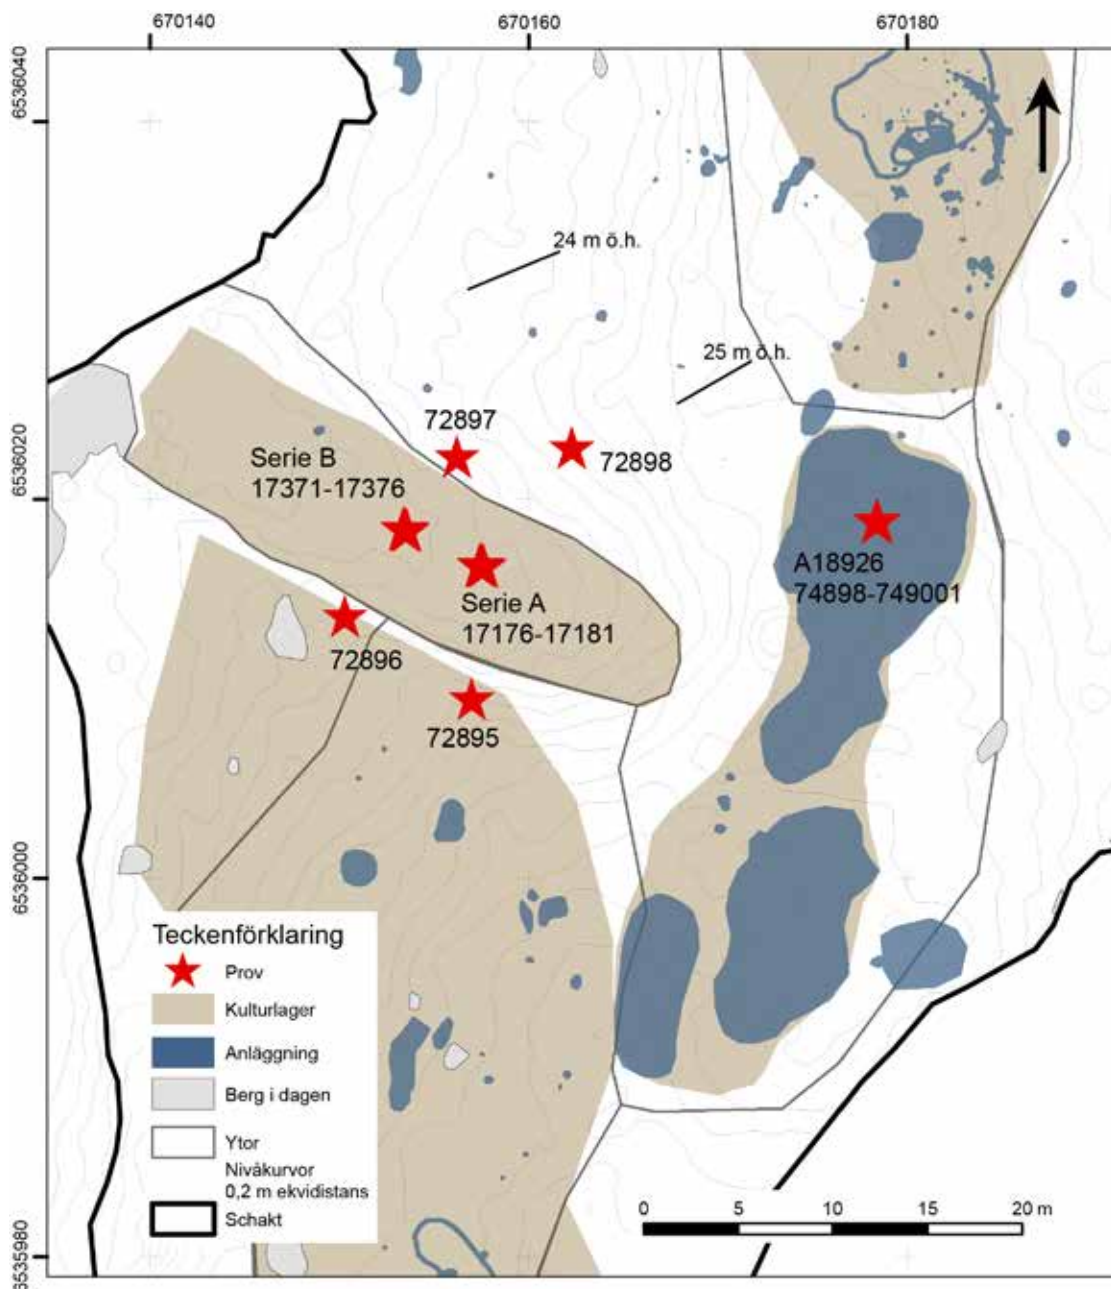 670140
670160
670180
6536040
24 m ö.h.
25 m ö.h.
72897
72898
6536020
Serie B
17371-17376
A18926
74898-749001
Serie A
17176-17181
72896
72895
6536000
Teckenförklaring
Prov
Kulturlager
Anläggning
Berg i dagen
Ytor
Nivåkurvor
0,2 m ekvidistans
Schakt
0 5 10 15 20 m
6535980